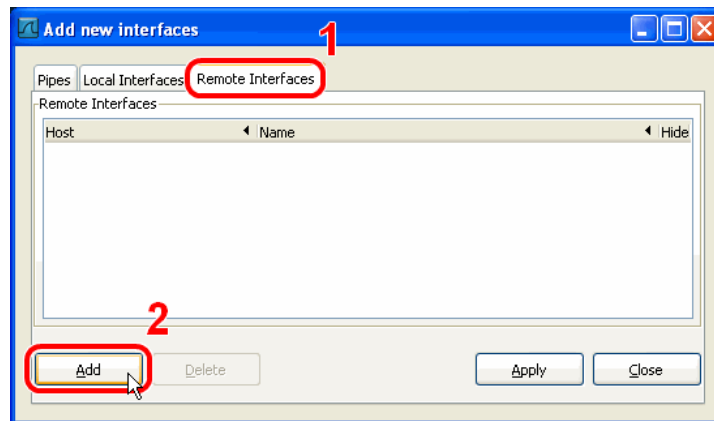 Add new interfaces
1
Pipes Local Interfaces Remote Interfaces
Remote Interfaces
Host Name Hide
2
Add Delete Apply Close